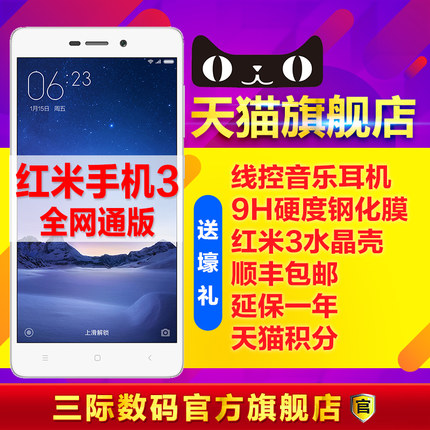 天猫旗舰店
06:23
1月15日 周五
红米手机3
全网通版
上滑解锁
送壕礼
线控音乐耳机
9H硬度钢化膜
红米3水晶壳
顺丰包邮
延保一年
天猫积分
三际数码官方旗舰店 官